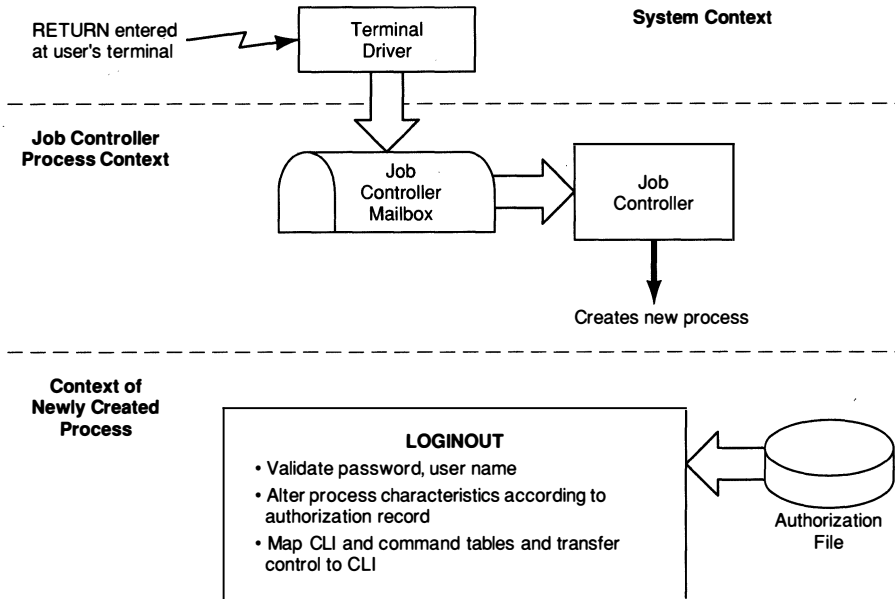 System Context
RETURN entered
at user's terminal
Terminal
Driver
Job Controller
Process Context
Job
Controller
Mailbox
Job
Controller
Creates new process
Context of
Newly Created
Process
LOGINOUT
• Validate password, user name
• Alter process characteristics according to
authorization record
• Map CLI and command tables and transfer
control to CLI
Authorization
File